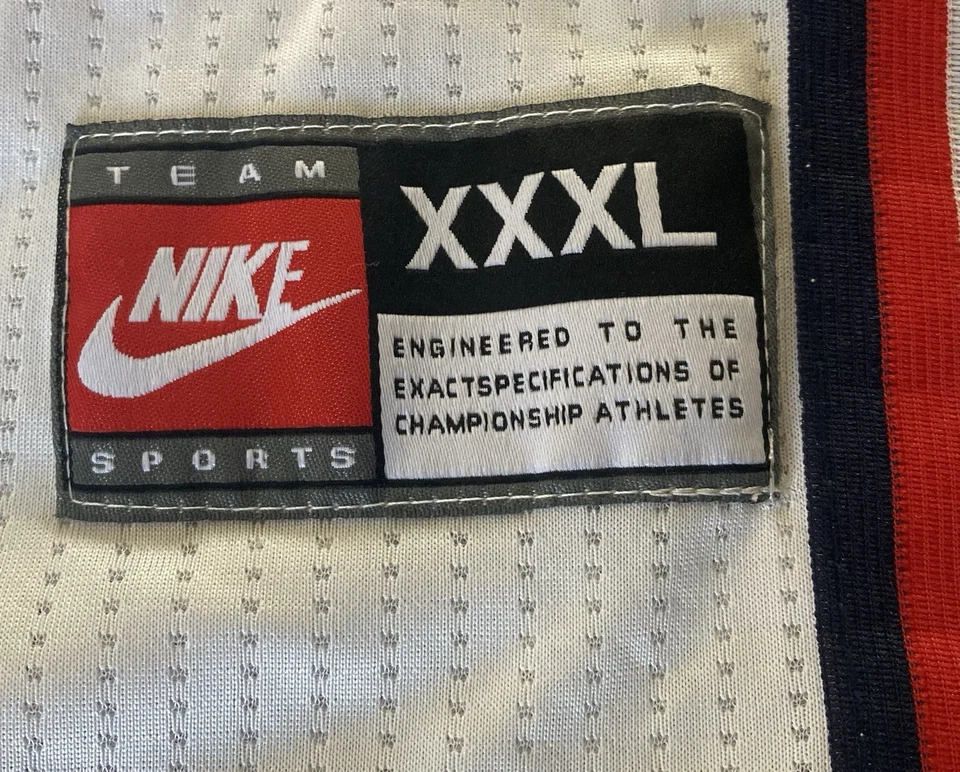 TEAM
NIKE
SPORTS
XXXL
ENGINEERED TO THE
EXACTSPECIFICATIONS OF
CHAMPIONSHIP ATHLETES